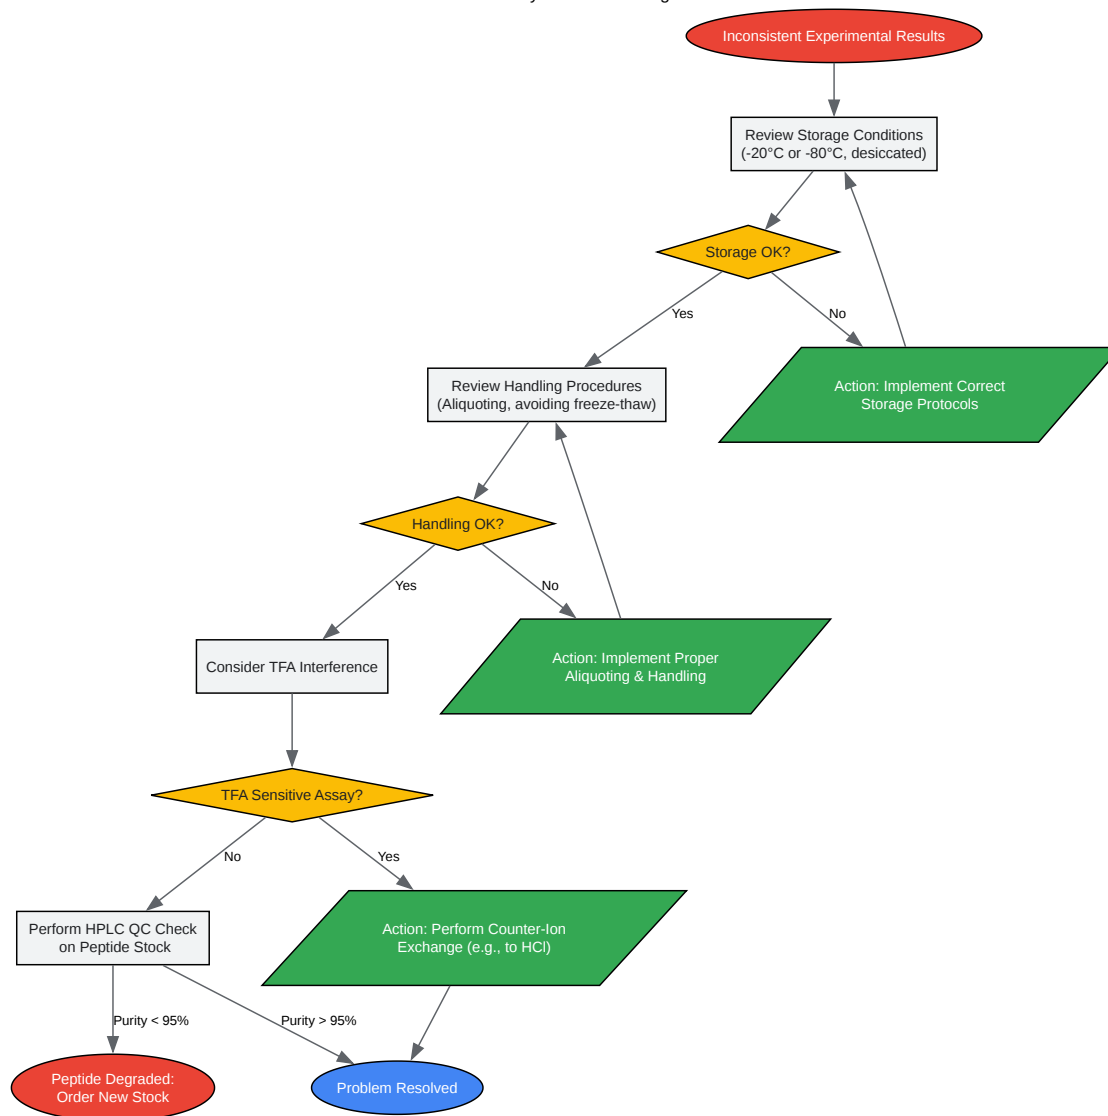 Inconsistent Experimental Results
Review Storage Conditions
(-20°C or -80°C, desiccated)
Storage OK?
Yes
No
Action: Implement Correct
Storage Protocols
Review Handling Procedures
(Aliquoting, avoiding freeze-thaw)
Handling OK?
Yes
No
Action: Implement Proper
Aliquoting & Handling
Consider TFA Interference
TFA Sensitive Assay?
No
Yes
Perform HPLC QC Check
on Peptide Stock
Action: Perform Counter-Ion
Exchange (e.g., to HCl)
Purity < 95%
Purity > 95%
Peptide Degraded:
Order New Stock
Problem Resolved